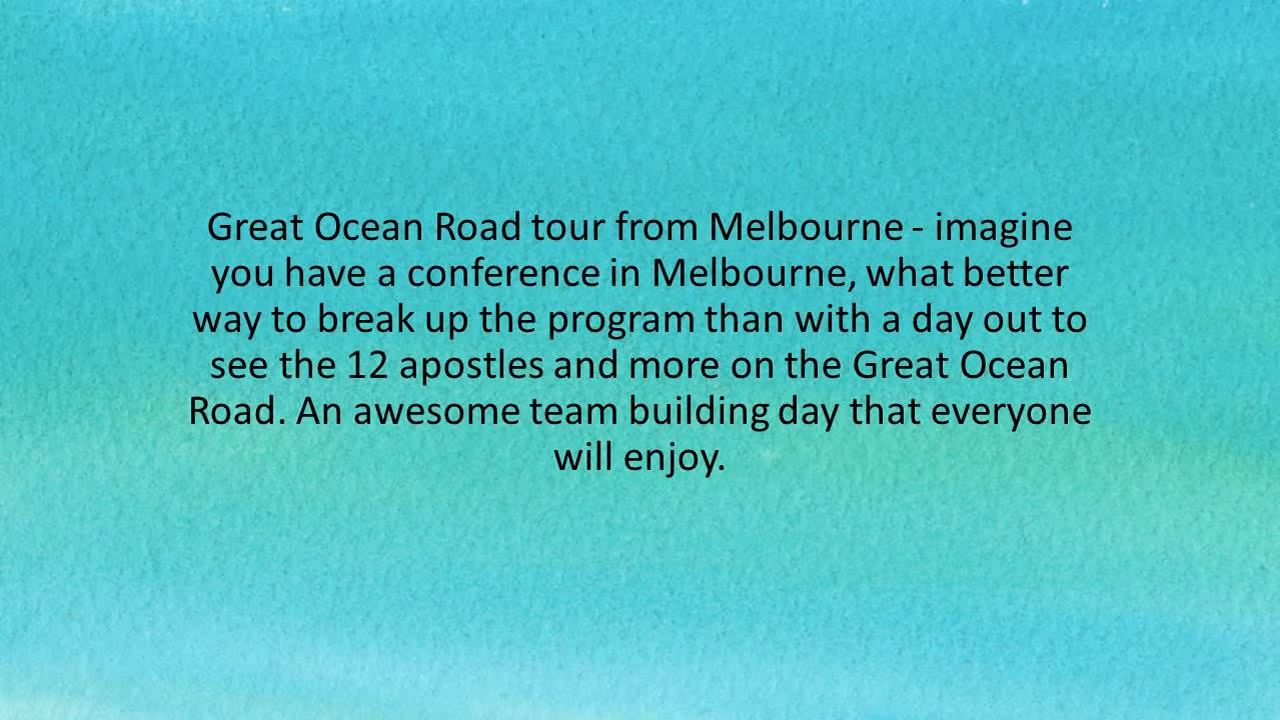 Great Ocean Road tour from Melbourne - imagine
you have a conference in Melbourne, what better
way to break up the program than with a day out to
see the 12 apostles and more on the Great Ocean
Road. An awesome team building day that everyone
will enjoy.